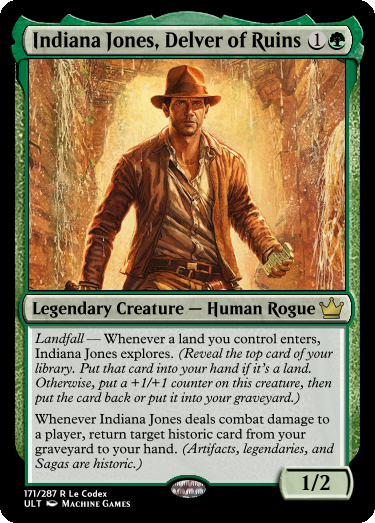 Indiana Jones, Delver of Ruins 1
Legendary Creature — Human Rogue
Landfall — Whenever a land you control enters,
Indiana Jones explores. (Reveal the top card of your
library. Put that card into your hand if it's a land.
Otherwise, put a +1/+1 counter on this creature, then
put the card back or put it into your graveyard.)
Whenever Indiana Jones deals combat damage to
a player, return target historic card from your
graveyard to your hand. (Artifacts, legendaries, and
Sagas are historic.)
1/2
171/287 R Le Codex
ULT Machine Games